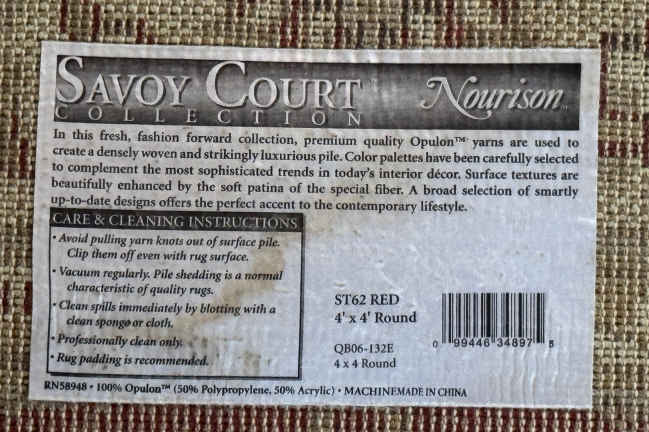 SAVOY COURT™ Nourison™
COLLECTION
In this fresh, fashion forward collection, premium quality Opulon™ yarns are used to
create a densely woven and strikingly luxurious pile. Color palettes have been carefully selected
to complement the most sophisticated trends in today's interior décor. Surface textures are
beautifully enhanced by the soft patina of the special fiber. A broad selection of smartly
up-to-date designs offers the perfect accent to the contemporary lifestyle.
CARE & CLEANING INSTRUCTIONS
• Avoid pulling yarn knots out of surface pile.
Clip them off even with rug surface.
• Vacuum regularly. Pile shedding is a normal
characteristic of quality rugs.
• Clean spills immediately by blotting with a
clean sponge or cloth.
• Professionally clean only.
• Rug padding is recommended.
ST62 RED
4' x 4' Round
QB06-132E
4 x 4 Round
0 99446 34897 5
RN58948 • 100% Opulon™ (50% Polypropylene, 50% Acrylic) • MACHINEMADE IN CHINA